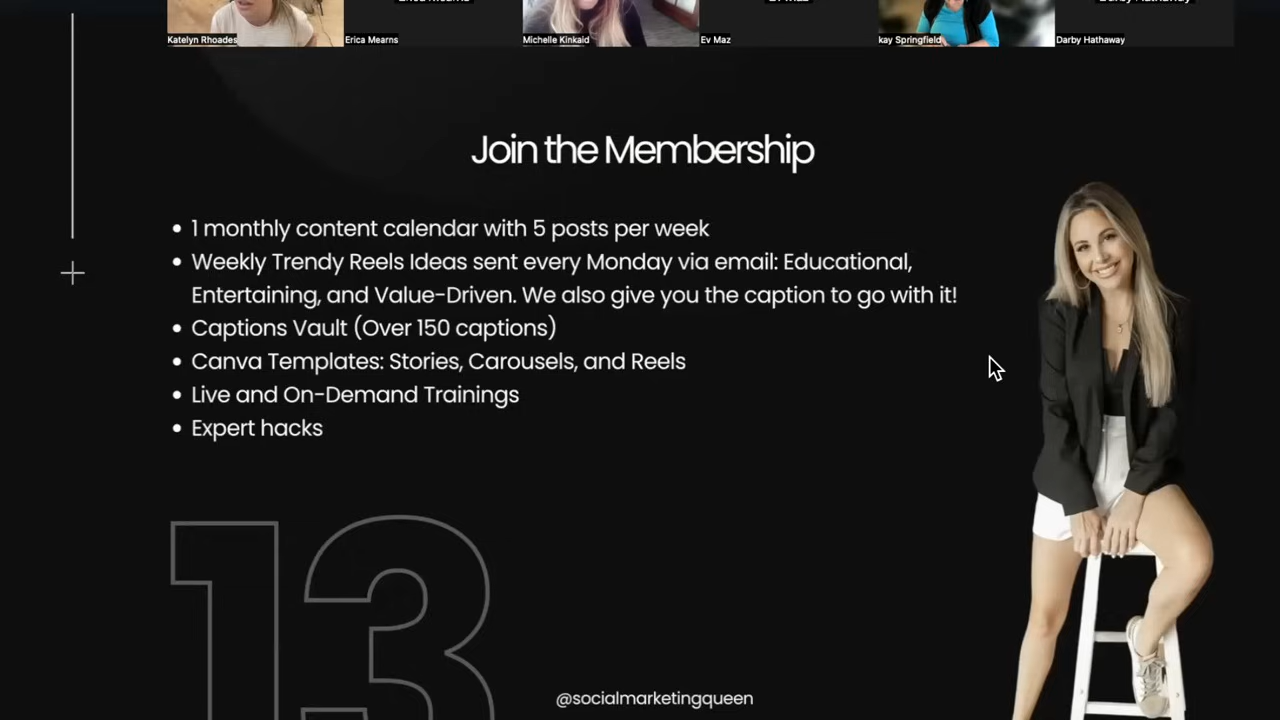 Katelyn Rhoades
Erica Mearns
Michelle Kinkaid
Ev Maz
kay Springfield
Darby Hathaway
Join the Membership
• 1 monthly content calendar with 5 posts per week
• Weekly Trendy Reels Ideas sent every Monday via email: Educational,
Entertaining, and Value-Driven. We also give you the caption to go with it!
• Captions Vault (Over 150 captions)
• Canva Templates: Stories, Carousels, and Reels
• Live and On-Demand Trainings
• Expert hacks
13
@socialmarketingqueen